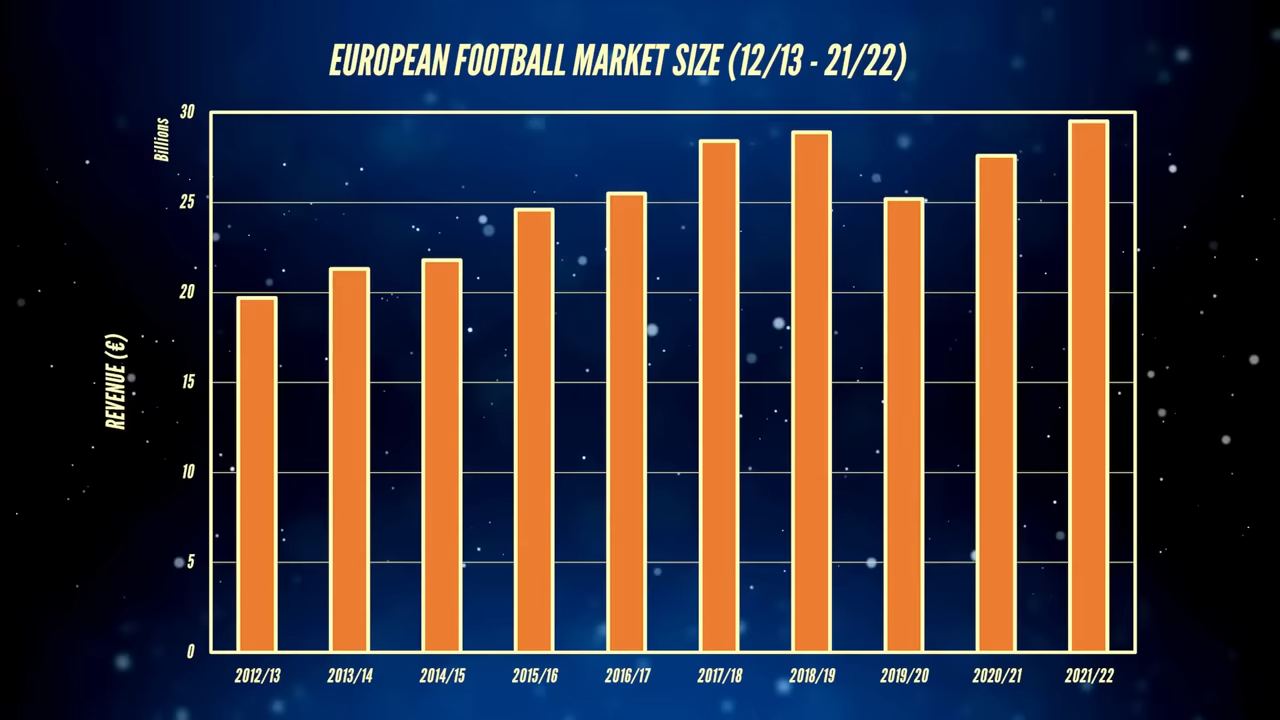 EUROPEAN FOOTBALL MARKET SIZE (12/13 - 21/22)
Billions
REVENUE (€)
30
25
20
15
10
5
0
2012/13 2013/14 2014/15 2015/16 2016/17 2017/18 2018/19 2019/20 2020/21 2021/22